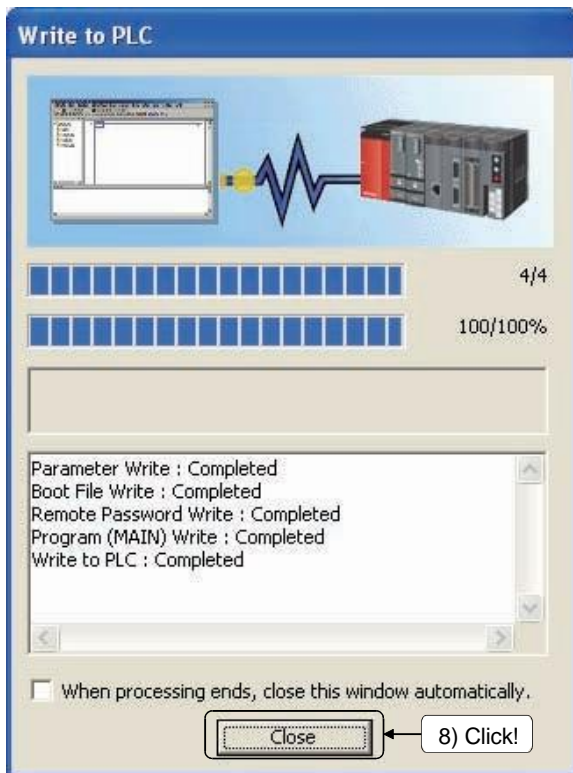 Write to PLC
4/4
100/100%
Parameter Write : Completed
Boot File Write : Completed
Remote Password Write : Completed
Program (MAIN) Write : Completed
Write to PLC : Completed
When processing ends, close this window automatically.
Close
8) Click!